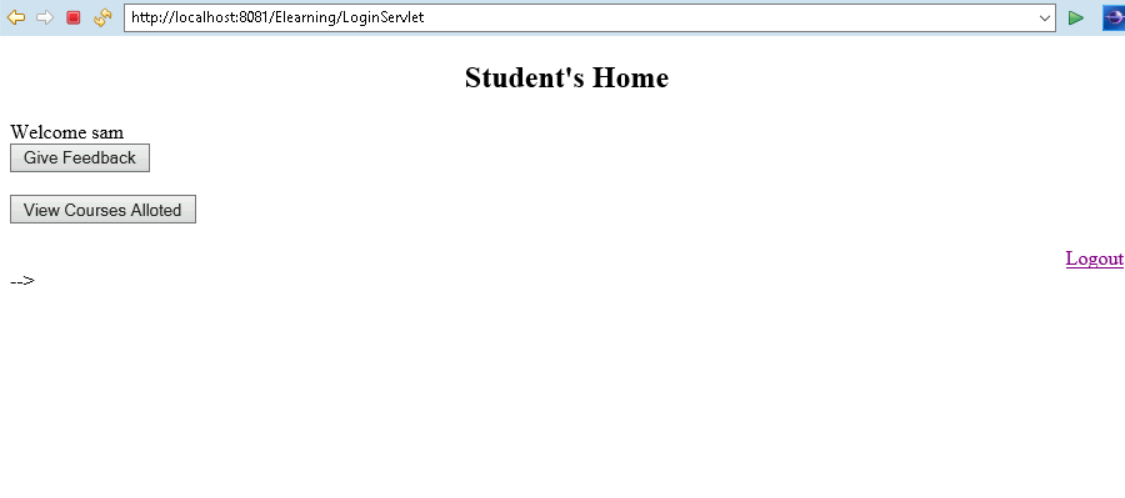 http://localhost:8081/Elearning/LoginServlet
Student's Home
Welcome sam
Give Feedback
View Courses Alloted
Logout
-->